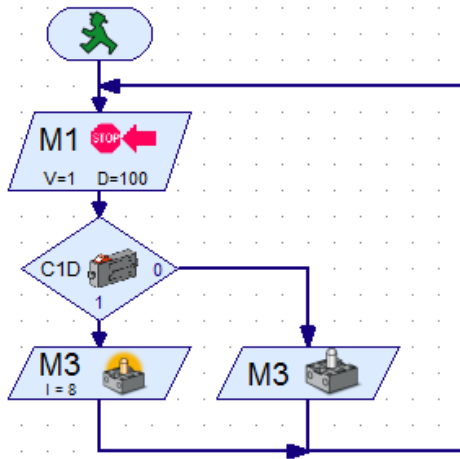 M1 STOP
V=1 D=100
C1D 0
1
M3
I = 8
M3